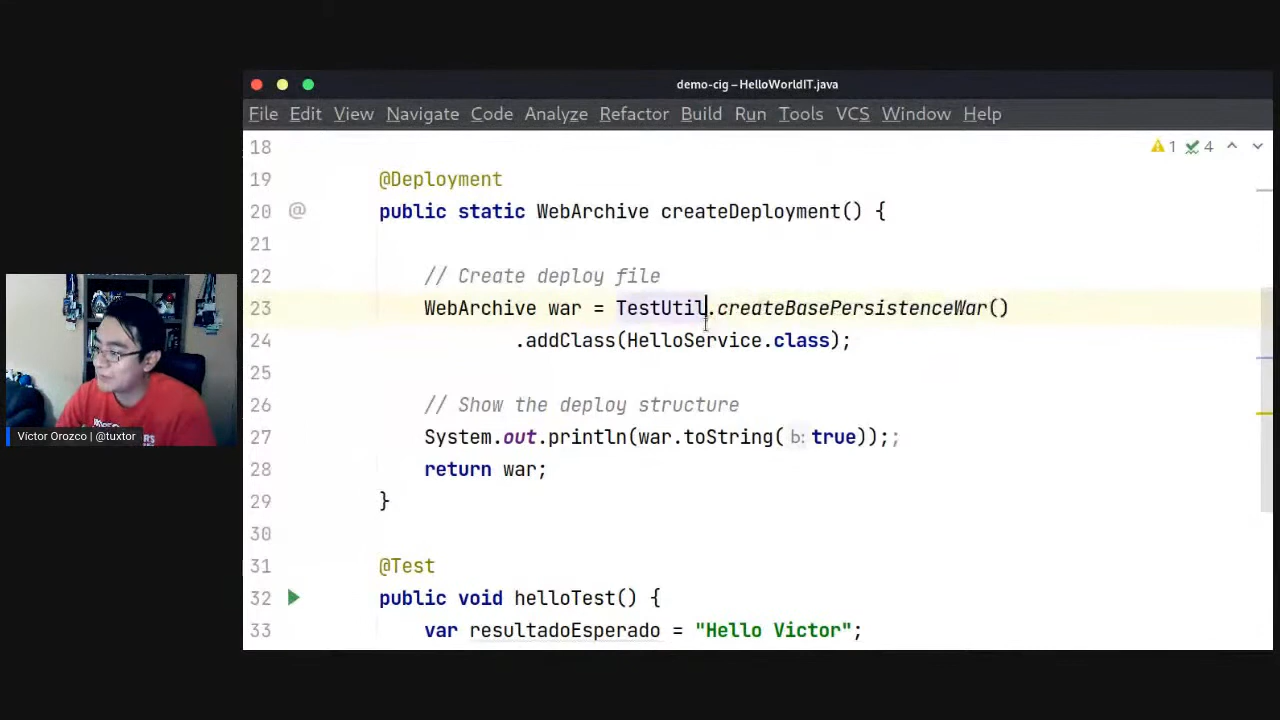 demo-cig – HelloWorldIT.java
File Edit View Navigate Code Analyze Refactor Build Run Tools VCS Window Help
1 4
18
19 @Deployment
20 @ public static WebArchive createDeployment() {
21
22 // Create deploy file
23 WebArchive war = TestUtil.createBasePersistenceWar()
24 .addClass(HelloService.class);
25
26 // Show the deploy structure
27 System.out.println(war.toString( b: true));;
28 return war;
29 }
30
31 @Test
32 public void helloTest() {
33 var resultadoEsperado = "Hello Victor";
Víctor Orozco | @tuxtor